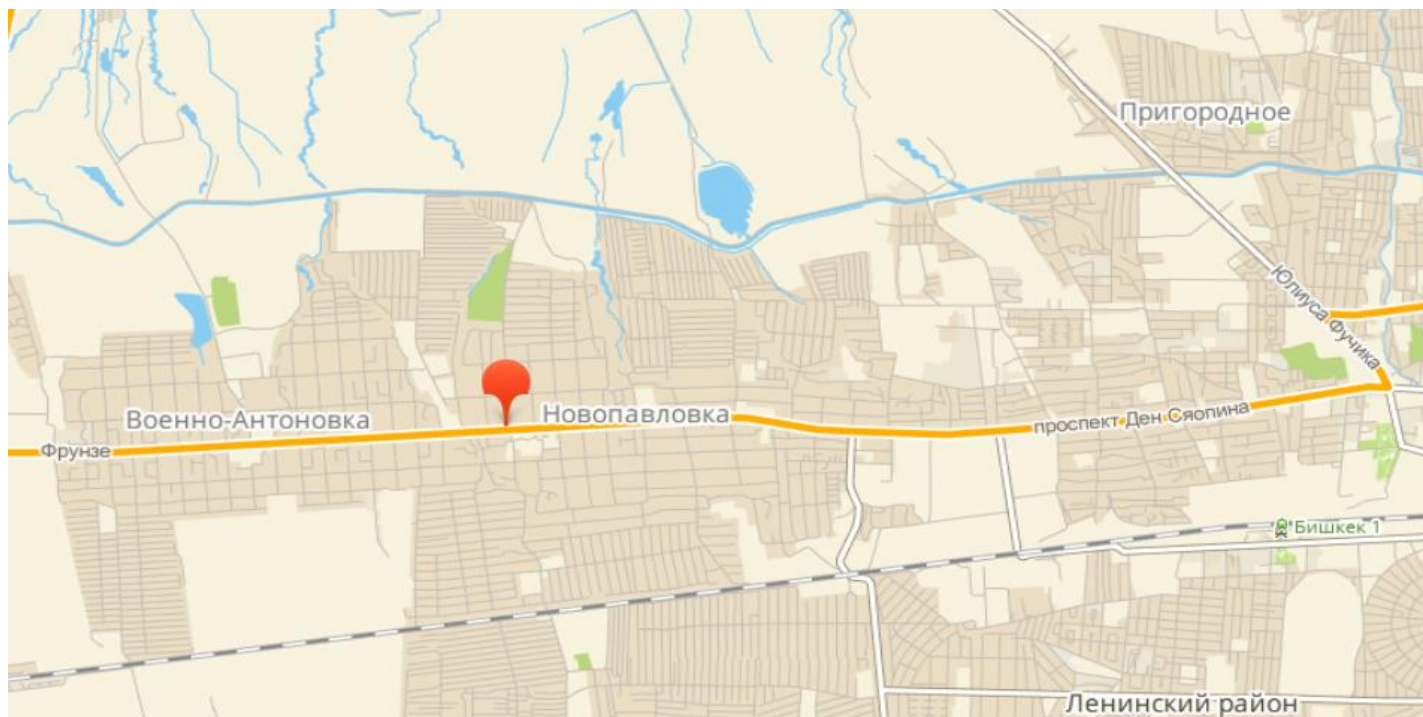 Пригородное
Юлиуса Фучика
Военно-Антоновка
Новопавловка
проспект Ден Сяопина
Фрунзе
Бишкек 1
Ленинский район